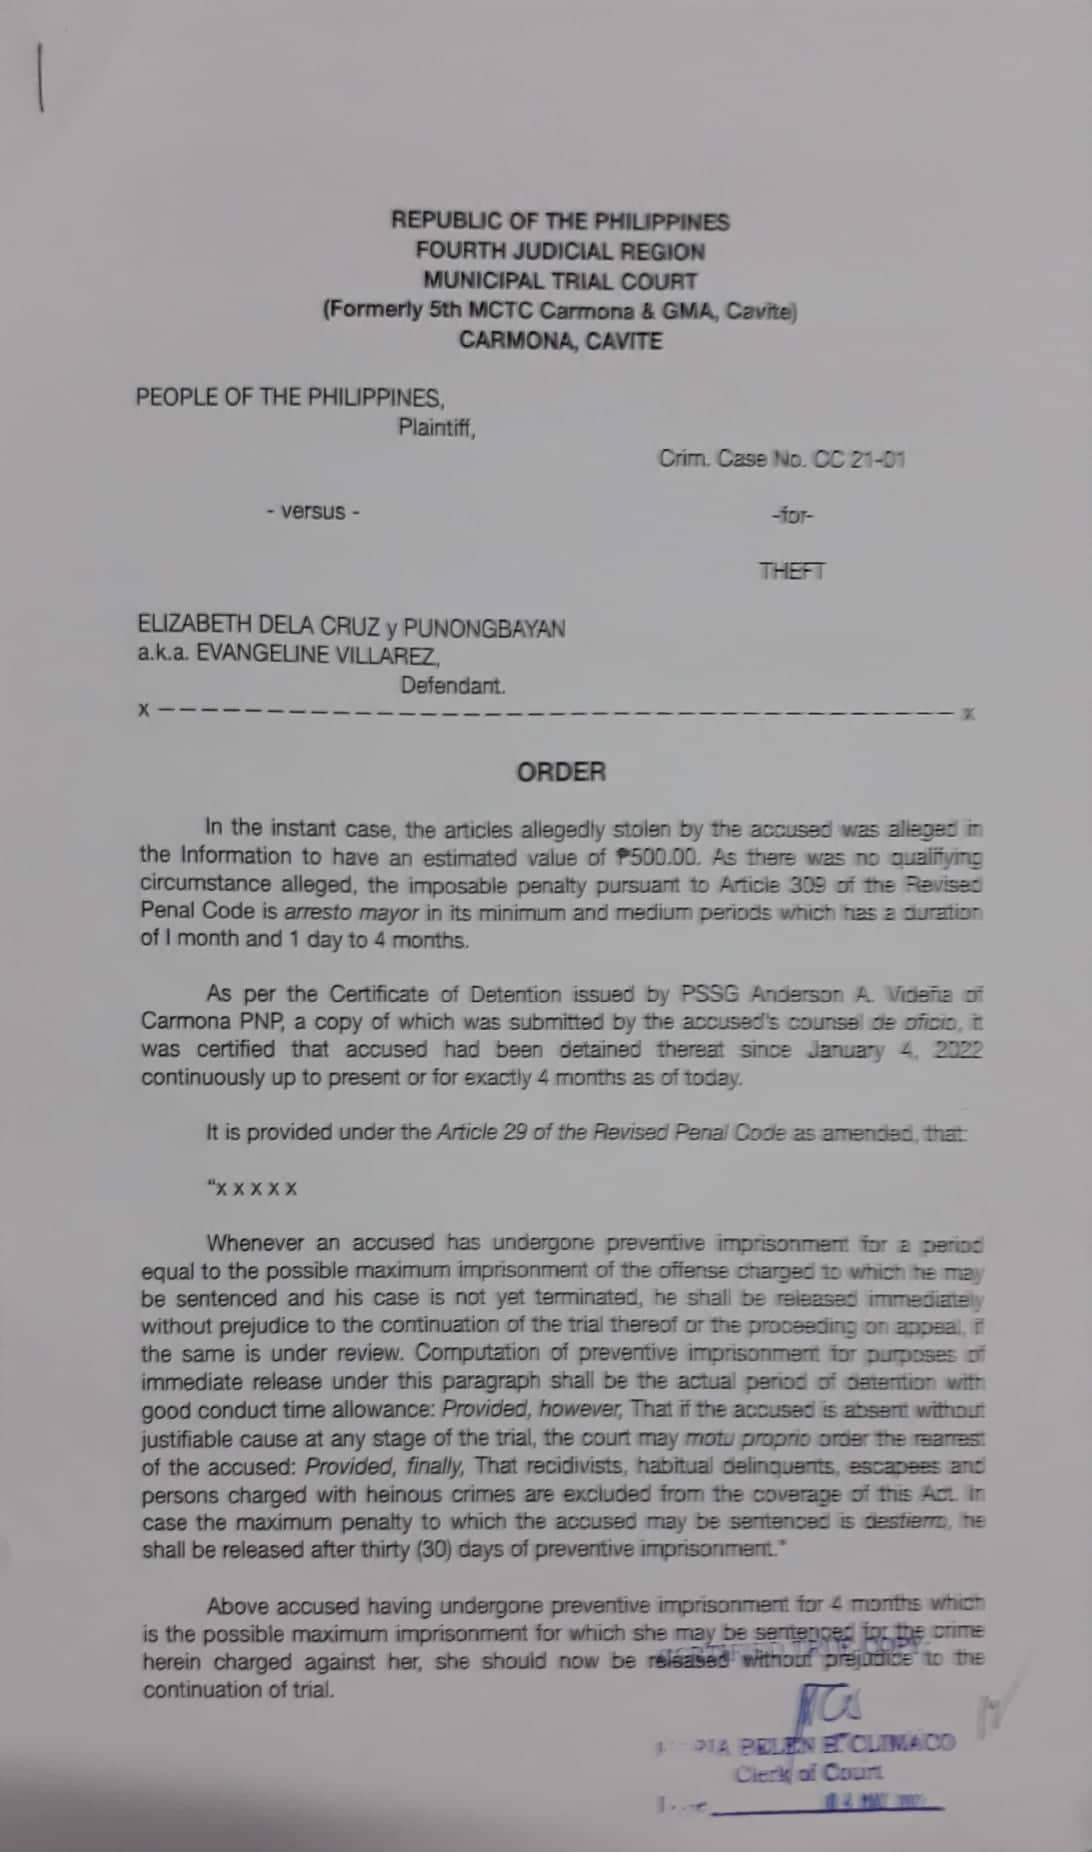 REPUBLIC OF THE PHILIPPINES
FOURTH JUDICIAL REGION
MUNICIPAL TRIAL COURT
(Formerly 5th MCTC Carmona & GMA, Cavite)
CARMONA, CAVITE
PEOPLE OF THE PHILIPPINES,
Plaintiff,
Crim. Case No. CC 21-01
- versus -
-for-
THEFT
ELIZABETH DELA CRUZ y PUNONGBAYAN
a.k.a. EVANGELINE VILLAREZ,
Defendant.
x – – – – – – – – – – – – – – – – – – – – – – – – – – – – – – – – – – – x
ORDER
In the instant case, the articles allegedly stolen by the accused was alleged in
the Information to have an estimated value of ₱500.00. As there was no qualifying
circumstance alleged, the imposable penalty pursuant to Article 309 of the Revised
Penal Code is arresto mayor in its minimum and medium periods which has a duration
of I month and 1 day to 4 months.
As per the Certificate of Detention issued by PSSG Anderson A. Videña of
Carmona PNP, a copy of which was submitted by the accused's counsel de oficio, it
was certified that accused had been detained thereat since January 4, 2022
continuously up to present or for exactly 4 months as of today.
It is provided under the Article 29 of the Revised Penal Code as amended, that:
"x x x x x
Whenever an accused has undergone preventive imprisonment for a period
equal to the possible maximum imprisonment of the offense charged to which he may
be sentenced and his case is not yet terminated, he shall be released immediately
without prejudice to the continuation of the trial thereof or the proceeding on appeal, if
the same is under review. Computation of preventive imprisonment for purposes of
immediate release under this paragraph shall be the actual period of detention with
good conduct time allowance: Provided, however, That if the accused is absent without
justifiable cause at any stage of the trial, the court may motu proprio order the rearrest
of the accused: Provided, finally, That recidivists, habitual delinquents, escapees and
persons charged with heinous crimes are excluded from the coverage of this Act. In
case the maximum penalty to which the accused may be sentenced is destierro, he
shall be released after thirty (30) days of preventive imprisonment."
Above accused having undergone preventive imprisonment for 4 months which
is the possible maximum imprisonment for which she may be sentenced for the crime
herein charged against her, she should now be released without prejudice to the
continuation of trial.
CERTIFIED TRUE COPY
BELEN E. CLIMACO
Clerk of Court
MAY